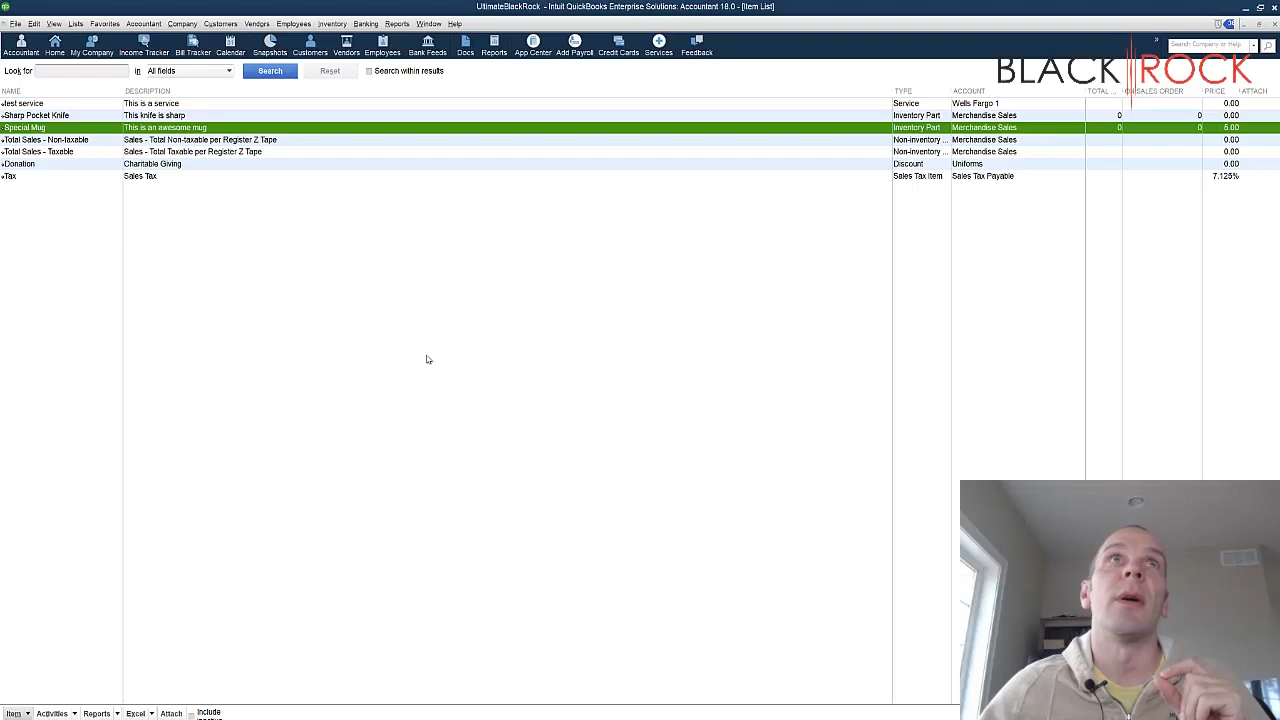 UltimateBlackRock - Intuit QuickBooks Enterprise Solutions: Accountant 18.0 - [Item List]
File Edit View Lists Favorites Accountant Company Customers Vendors Employees Inventory Banking Reports Window Help
Accountant Home My Company Income Tracker Bill Tracker Calendar Snapshots Customers Vendors Employees Bank Feeds Docs Reports App Center Add Payroll Credit Cards Services Feedback
Search Company or Help
Look for in All fields Search Reset Search within results
BLACK ROCK
NAME DESCRIPTION TYPE ACCOUNT TOTAL ... ON SALES ORDER PRICE ATTACH
test service This is a service Service Wells Fargo 1 0.00
Sharp Pocket Knife This knife is sharp Inventory Part Merchandise Sales 0 0 0.00
Special Mug This is an awesome mug Inventory Part Merchandise Sales 0 0 5.00
Total Sales - Non-taxable Sales - Total Non-taxable per Register Z Tape Non-inventory ... Merchandise Sales 0.00
Total Sales - Taxable Sales - Total Taxable per Register Z Tape Non-inventory ... Merchandise Sales 0.00
Donation Charitable Giving Discount Uniforms 0.00
Tax Sales Tax Sales Tax Item Sales Tax Payable 7.125%
Item Activities Reports Excel Attach Include